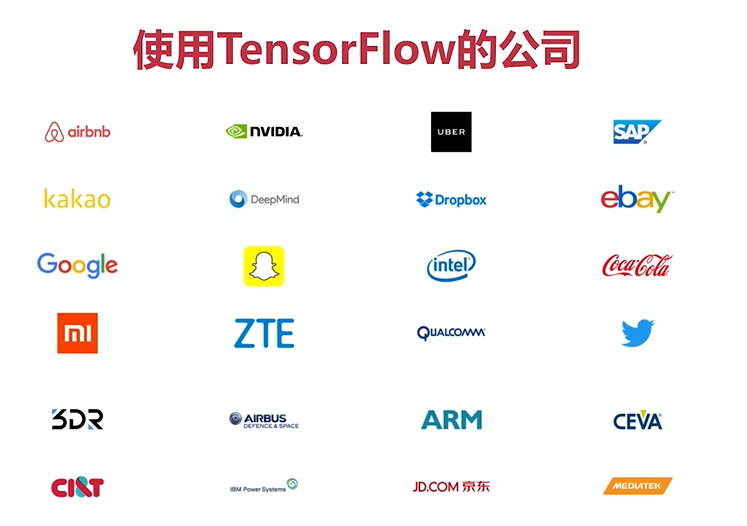 使用TensorFlow的公司
airbnb
NVIDIA.
UBER
SAP
kakao
DeepMind
Dropbox
ebay
Google
intel
Coca-Cola
mi
ZTE
QUALCOMM
3DR
AIRBUS
DEFENCE & SPACE
ARM
CEVA
CI&T
IBM Power Systems
JD.COM 京东
MEDIATEK